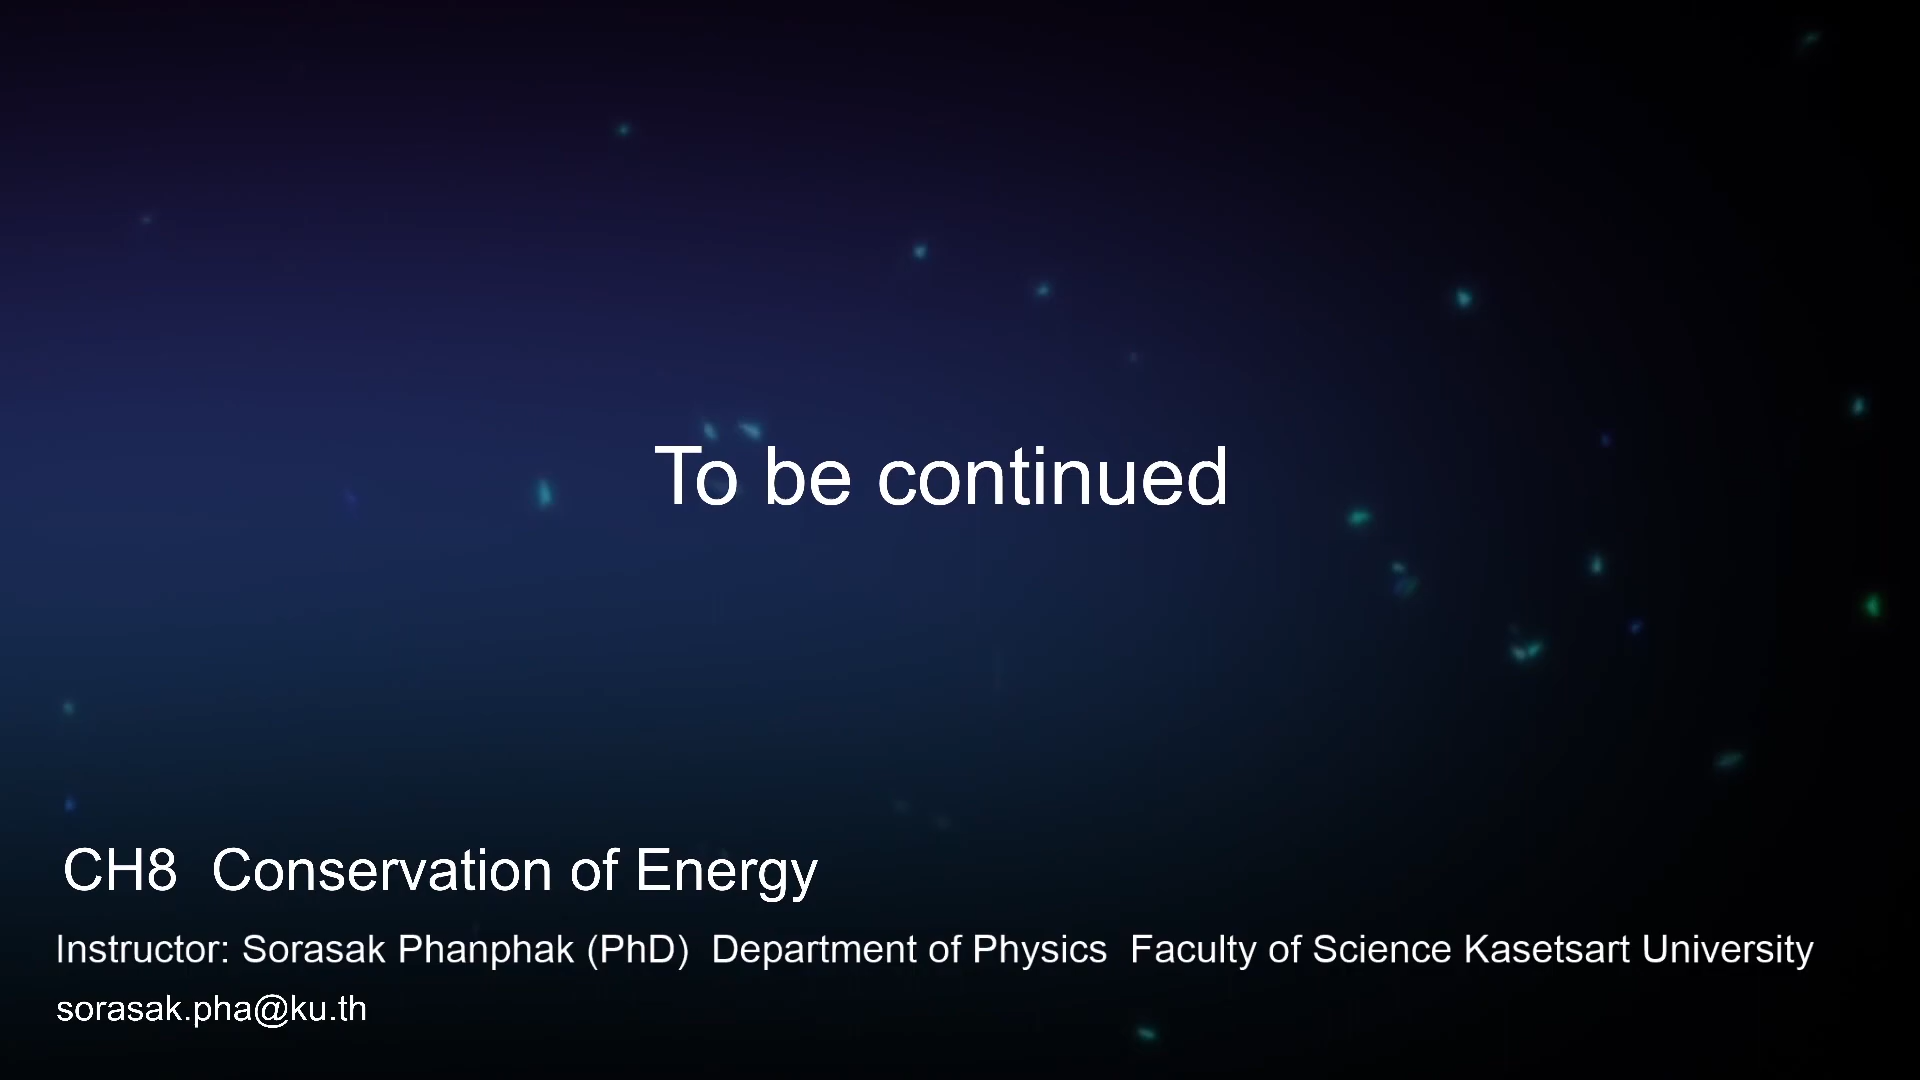 To be continued
CH8  Conservation of Energy
Instructor: Sorasak Phanphak (PhD)  Department of Physics  Faculty of Science Kasetsart University
sorasak.pha@ku.th